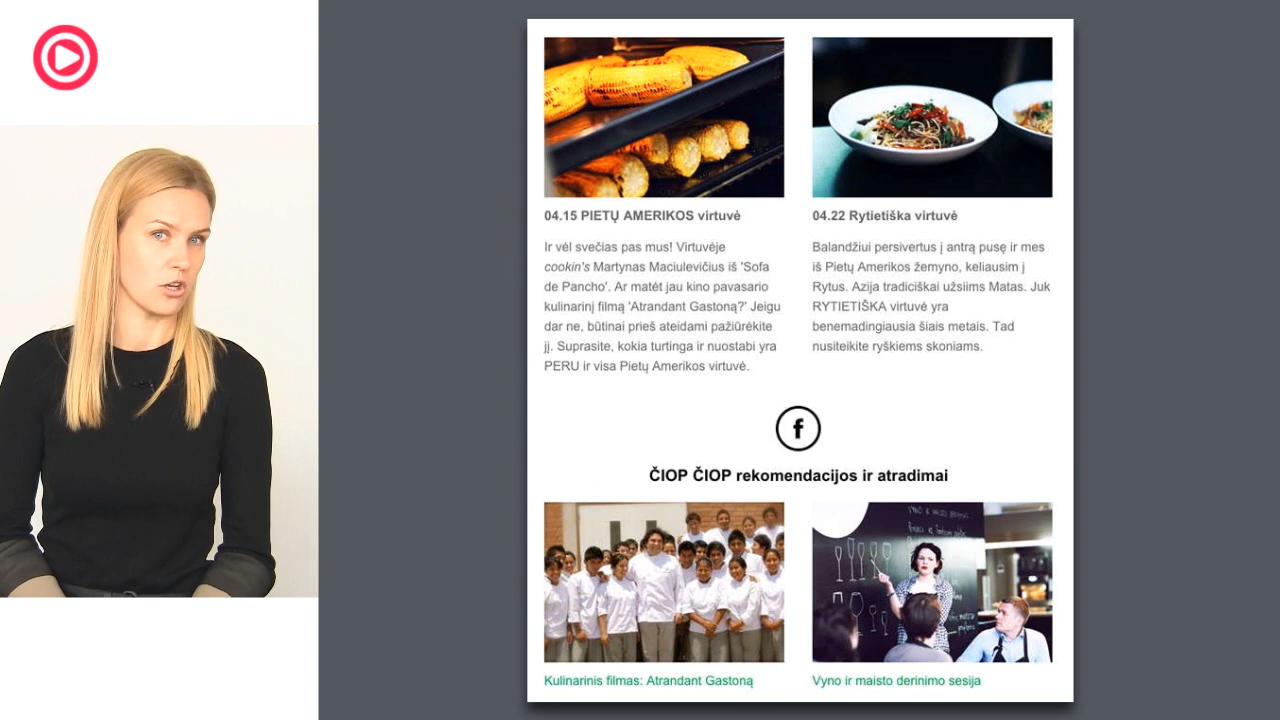 04.15 PIETŲ AMERIKOS virtuvė
Ir vėl svečias pas mus! Virtuvėje
cookin's Martynas Maciulevičius iš 'Sofa
de Pancho'. Ar matėt jau kino pavasario
kulinarinį filmą 'Atrandant Gastoną?' Jeigu
dar ne, būtinai prieš ateidami pažiūrėkite
jį. Suprasite, kokia turtinga ir nuostabi yra
PERU ir visa Pietų Amerikos virtuvė.
04.22 Rytietiška virtuvė
Balandžiui persivertus į antrą pusę ir mes
iš Pietų Amerikos žemyno, keliausim į
Rytus. Azija tradiciškai užsiims Matas. Juk
RYTIETIŠKA virtuvė yra
benemadingiausia šiais metais. Tad
nusiteikite ryškiems skoniams.
f
ČIOP ČIOP rekomendacijos ir atradimai
Kulinarinis filmas: Atrandant Gastoną
Vyno ir maisto derinimo sesija